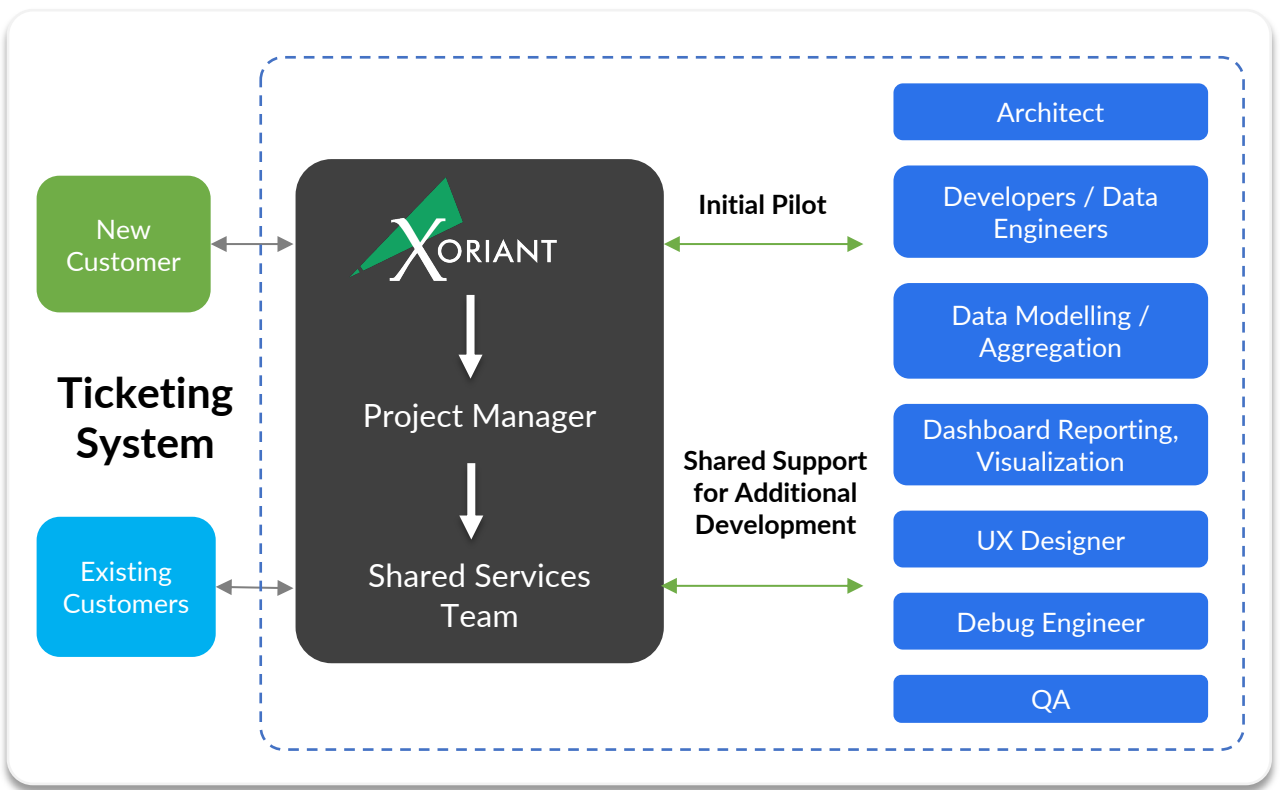 New
Customer
Ticketing
System
Existing
Customers
XORIANT
Project Manager
Shared Services
Team
Initial Pilot
Shared Support
for Additional
Development
Architect
Developers / Data
Engineers
Data Modelling /
Aggregation
Dashboard Reporting,
Visualization
UX Designer
Debug Engineer
QA